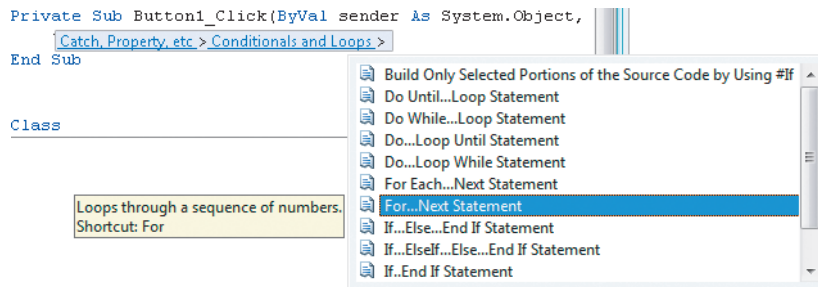 Private Sub Button1_Click(ByVal sender As System.Object,
Catch, Property, etc > Conditionals and Loops >
End Sub
Build Only Selected Portions of the Source Code by Using #If
Do Until...Loop Statement
Do While...Loop Statement
Class
Do...Loop Until Statement
Do...Loop While Statement
For Each...Next Statement
For...Next Statement
Loops through a sequence of numbers.
Shortcut: For
If...Else...End If Statement
If...ElseIf...Else...End If Statement
If..End If Statement